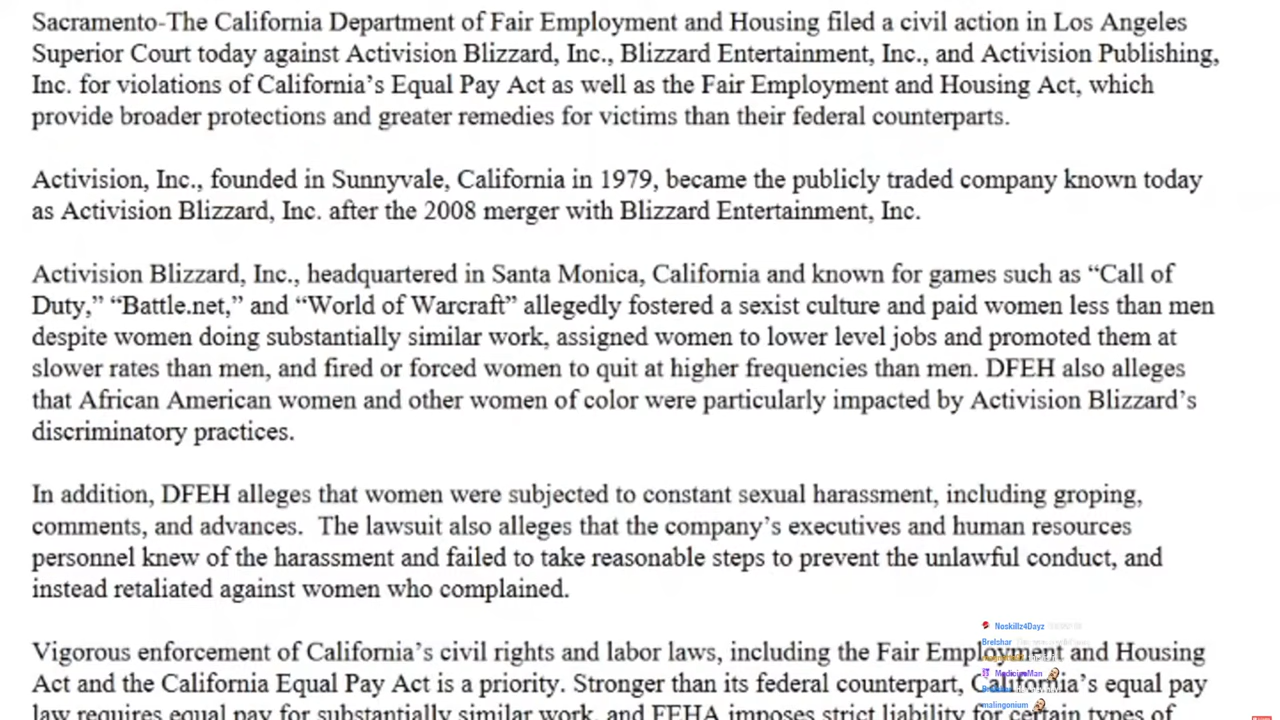 Sacramento-The California Department of Fair Employment and Housing filed a civil action in Los Angeles
Superior Court today against Activision Blizzard, Inc., Blizzard Entertainment, Inc., and Activision Publishing,
Inc. for violations of California’s Equal Pay Act as well as the Fair Employment and Housing Act, which
provide broader protections and greater remedies for victims than their federal counterparts.
Activision, Inc., founded in Sunnyvale, California in 1979, became the publicly traded company known today
as Activision Blizzard, Inc. after the 2008 merger with Blizzard Entertainment, Inc.
Activision Blizzard, Inc., headquartered in Santa Monica, California and known for games such as “Call of
Duty,” “Battle.net,” and “World of Warcraft” allegedly fostered a sexist culture and paid women less than men
despite women doing substantially similar work, assigned women to lower level jobs and promoted them at
slower rates than men, and fired or forced women to quit at higher frequencies than men. DFEH also alleges
that African American women and other women of color were particularly impacted by Activision Blizzard’s
discriminatory practices.
In addition, DFEH alleges that women were subjected to constant sexual harassment, including groping,
comments, and advances.  The lawsuit also alleges that the company’s executives and human resources
personnel knew of the harassment and failed to take reasonable steps to prevent the unlawful conduct, and
instead retaliated against women who complained.
Noskillz4Dayz
Brelshar
Vigorous enforcement of California’s civil rights and labor laws, including the Fair Employment and Housing
MedicinaMan
Act and the California Equal Pay Act is a priority. Stronger than its federal counterpart, California’s equal pay
malingonium
law requires equal pay for substantially similar work, and FEHA imposes strict liability for certain types of